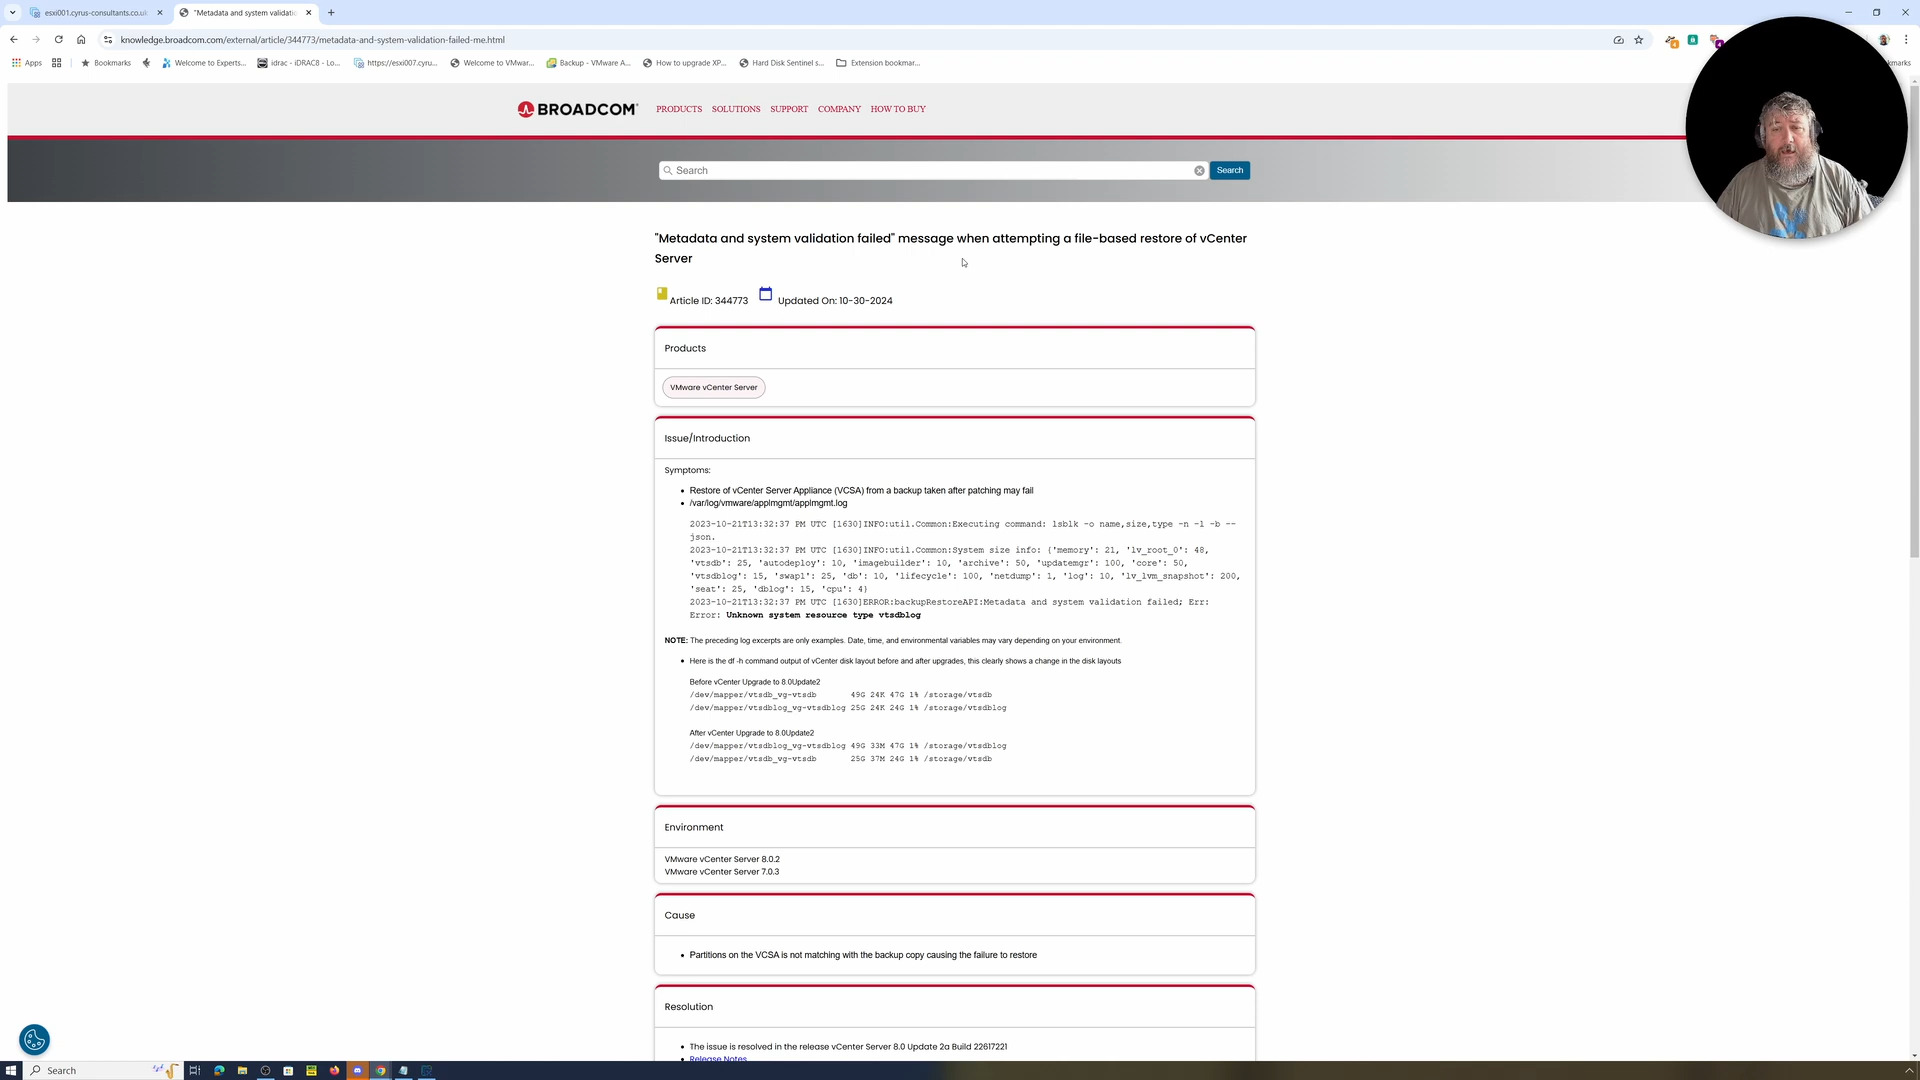 esxi001.cyrus-consultants.co.uk
"Metadata and system validatio
knowledge.broadcom.com/external/article/344773/metadata-and-system-validation-failed-me.html
Apps
Bookmarks
Welcome to Experts...
idrac - iDRAC8 - Lo...
https://esxi007.cyru...
Welcome to VMwar...
Backup - VMware A...
How to upgrade XP...
Hard Disk Sentinel s...
Extension bookmar...
BROADCOM
PRODUCTS SOLUTIONS SUPPORT COMPANY HOW TO BUY
Search
Search
"Metadata and system validation failed" message when attempting a file-based restore of vCenter
Server
Article ID: 344773
Updated On: 10-30-2024
Products
VMware vCenter Server
Issue/Introduction
Symptoms:
Restore of vCenter Server Appliance (VCSA) from a backup taken after patching may fail
/var/log/vmware/applmgmt/applmgmt.log
2023-10-21T13:32:37 PM UTC [1630]INFO:util.Common:Executing command: lsblk -o name,size,type -n -l -b --
json.
2023-10-21T13:32:37 PM UTC [1630]INFO:util.Common:System size info: {'memory': 21, 'lv_root_0': 48,
'vtsdb': 25, 'autodeploy': 10, 'imagebuilder': 10, 'archive': 50, 'updatemgr': 100, 'core': 50,
'vtsdblog': 15, 'swap1': 25, 'db': 10, 'lifecycle': 100, 'netdump': 1, 'log': 10, 'lv_lvm_snapshot': 200,
'seat': 25, 'dblog': 15, 'cpu': 4}
2023-10-21T13:32:37 PM UTC [1630]ERROR:backupRestoreAPI:Metadata and system validation failed; Err:
Error: Unknown system resource type vtsdblog
NOTE: The preceding log excerpts are only examples. Date, time, and environmental variables may vary depending on your environment.
Here is the df -h command output of vCenter disk layout before and after upgrades, this clearly shows a change in the disk layouts
Before vCenter Upgrade to 8.0Update2
/dev/mapper/vtsdb_vg-vtsdb 49G 24K 47G 1% /storage/vtsdb
/dev/mapper/vtsdblog_vg-vtsdblog 25G 24K 24G 1% /storage/vtsdblog
After vCenter Upgrade to 8.0Update2
/dev/mapper/vtsdblog_vg-vtsdblog 49G 33M 47G 1% /storage/vtsdblog
/dev/mapper/vtsdb_vg-vtsdb 25G 37M 24G 1% /storage/vtsdb
Environment
VMware vCenter Server 8.0.2
VMware vCenter Server 7.0.3
Cause
Partitions on the VCSA is not matching with the backup copy causing the failure to restore
Resolution
The issue is resolved in the release vCenter Server 8.0 Update 2a Build 22617221
Release Notes
Search